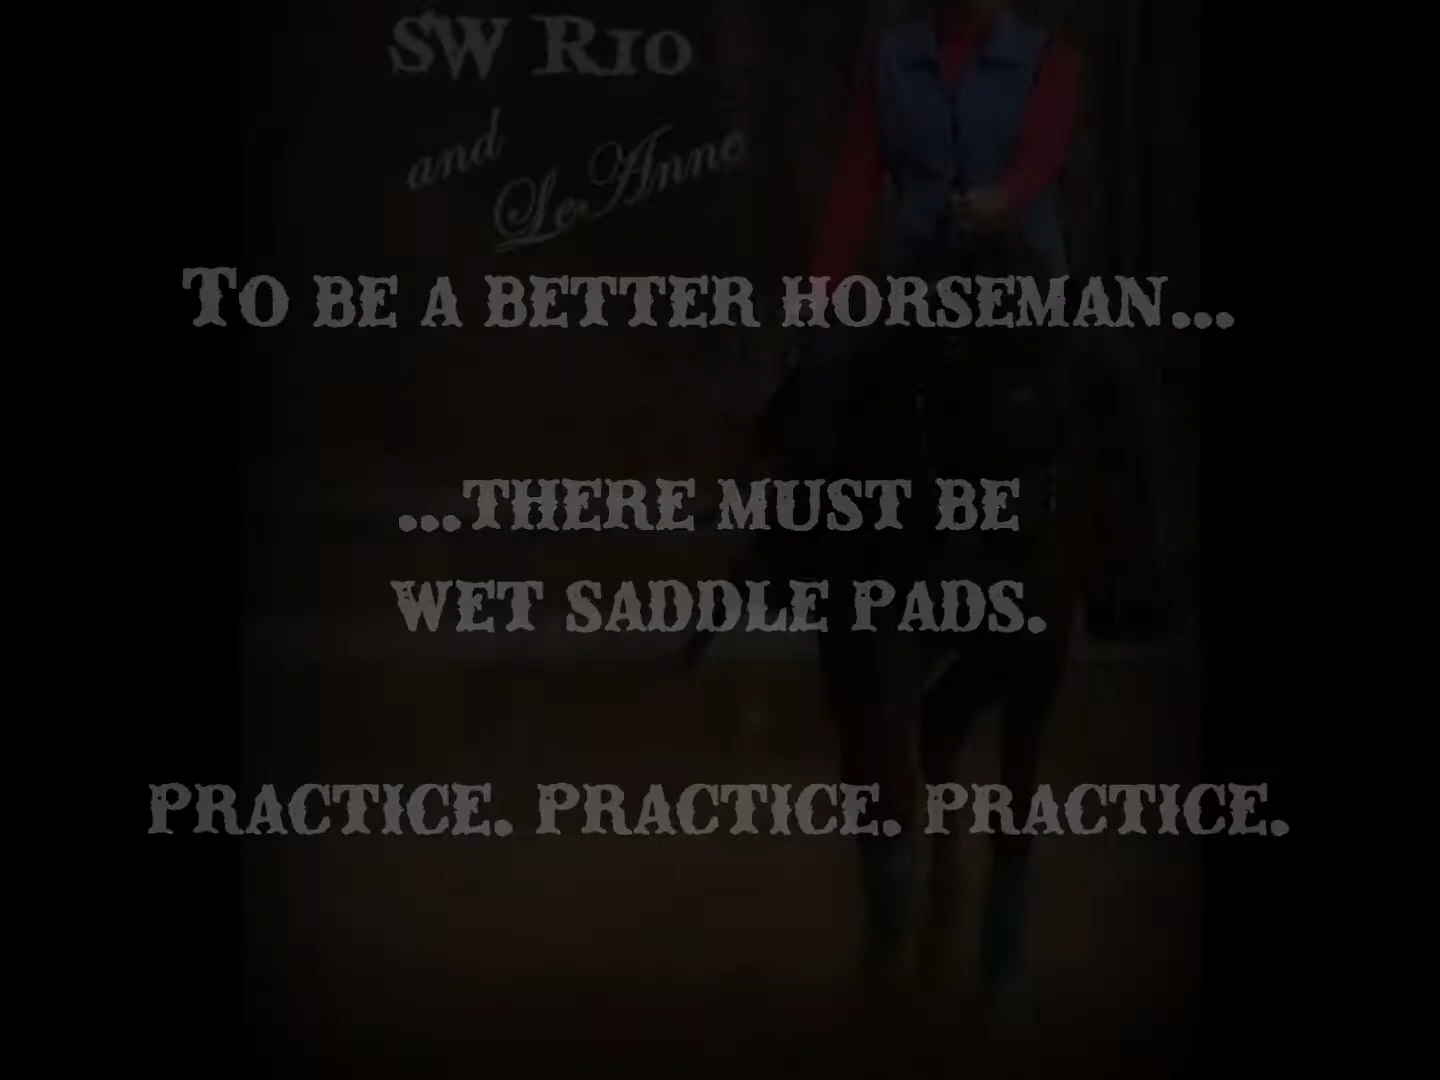 SW Rio
and
LeAnne
To be a better horseman...
...there must be
wet saddle pads.
Practice. Practice. Practice.